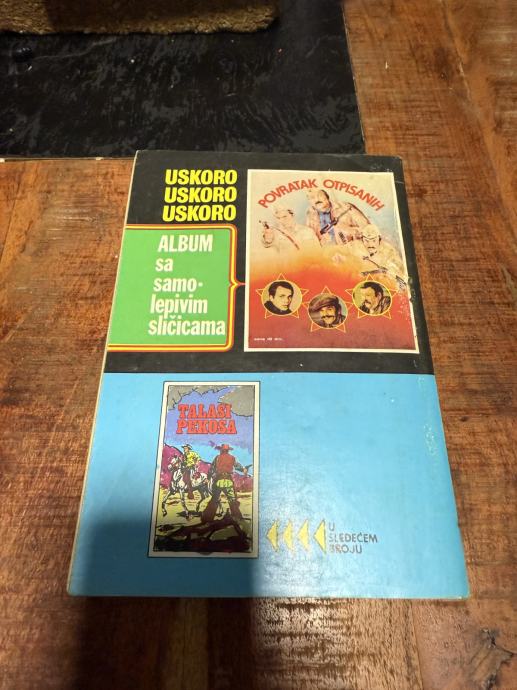 USKORO
USKORO
USKORO
POVRATAK OTPISANIH
ALBUM
sa
samo-
lepivim
sličicama
TALASI
PEKOSA
U
SLEDEĆEM
BROJU